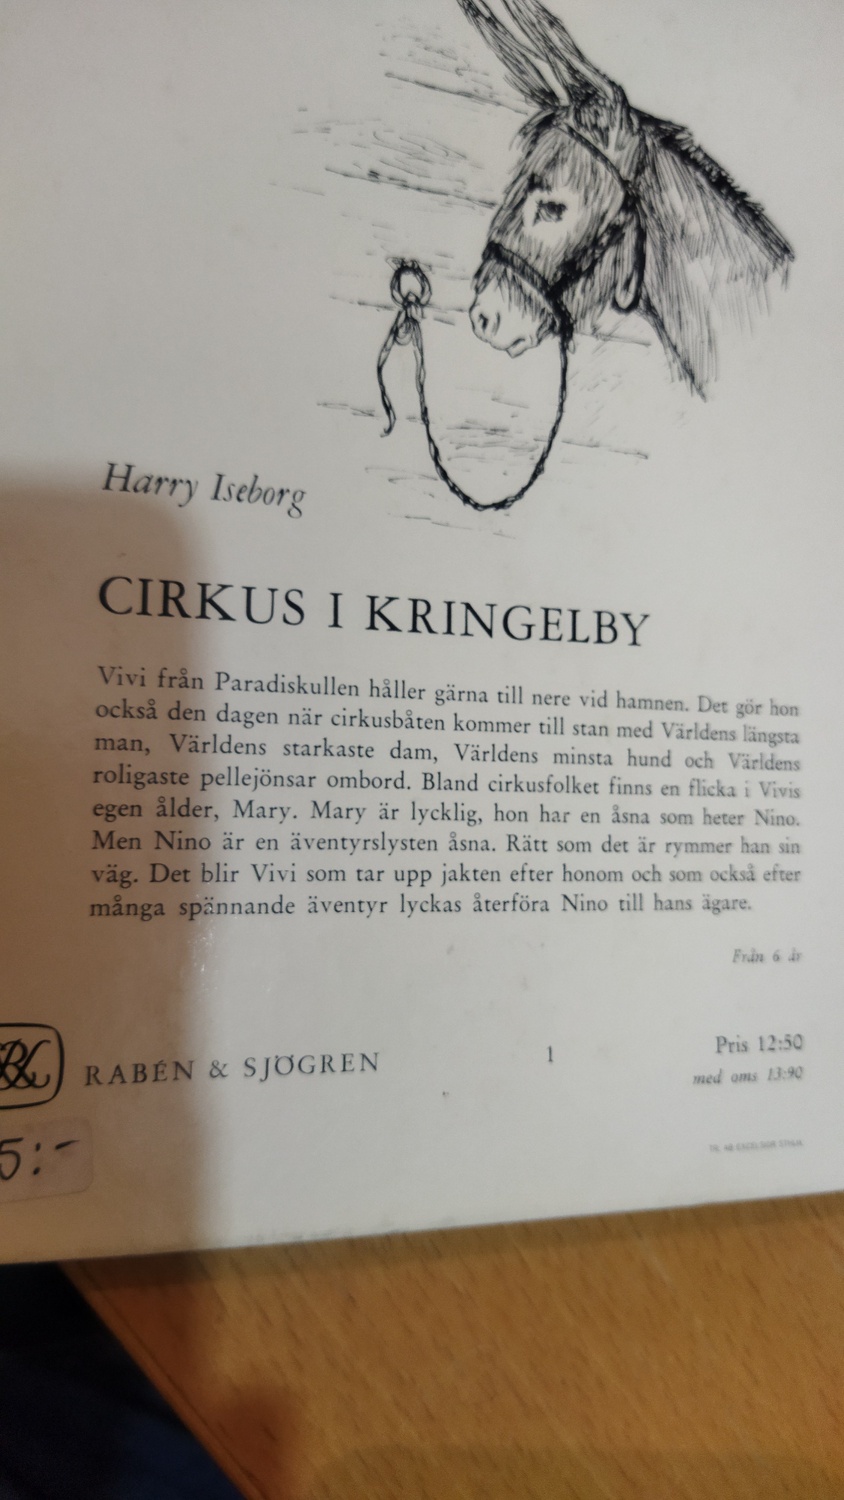 Harry Iseborg
CIRKUS I KRINGELBY
Vivi från Paradiskullen håller gärna till nere vid hamnen. Det gör hon
också den dagen när cirkusbåten kommer till stan med Världens längsta
man, Världens starkaste dam, Världens minsta hund och Världens
roligaste pellejönsar ombord. Bland cirkusfolket finns en flicka i Vivis
egen ålder, Mary. Mary är lycklig, hon har en åsna som heter Nino.
Men Nino är en äventyrslysten åsna. Rätt som det är rymmer han sin
väg. Det blir Vivi som tar upp jakten efter honom och som också efter
många spännande äventyr lyckas återföra Nino till hans ägare.
Från 6 år
RABÉN & SJÖGREN
1
Pris 12:50
med oms 13:90
5:-